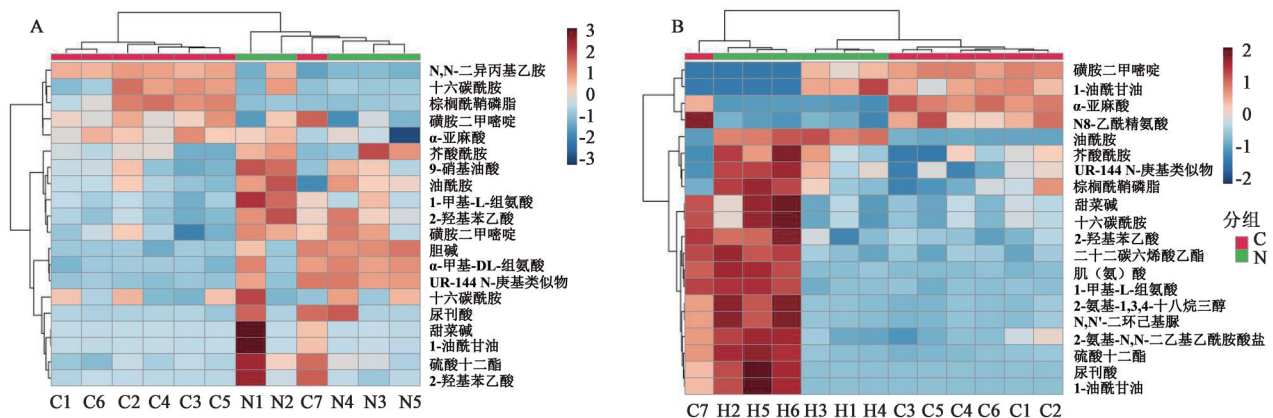 A
3
2
1
0
-1
-2
-3
N,N-二异丙基乙胺
十六碳酰胺
棕榈酰鞘磷脂
磺胺二甲嘧啶
α-亚麻酸
芥酸酰胺
9-硝基油酸
油酰胺
1-甲基-L-组氨酸
2-羟基苯乙酸
磺胺二甲嘧啶
胆碱
α-甲基-DL-组氨酸
UR-144 N-庚基类似物
十六碳酰胺
尿刊酸
甜菜碱
1-油酰甘油
硫酸十二酯
2-羟基苯乙酸
C1 C6 C2 C4 C3 C5 N1 N2 C7 N4 N3 N5
B
2
1
0
-1
-2
分组
C
N
磺胺二甲嘧啶
1-油酰甘油
α-亚麻酸
N8-乙酰精氨酸
油酰胺
芥酸酰胺
UR-144 N-庚基类似物
棕榈酰鞘磷脂
甜菜碱
十六碳酰胺
2-羟基苯乙酸
二十二碳六烯酸乙酯
肌（氨）酸
1-甲基-L-组氨酸
2-氨基-1,3,4-十八烷三醇
N,N'-二环己基脲
2-氨基-N,N-二乙基乙酰胺酸盐
硫酸十二酯
尿刊酸
1-油酰甘油
C7 H2 H5 H6 H3 H1 H4 C3 C5 C4 C6 C1 C2